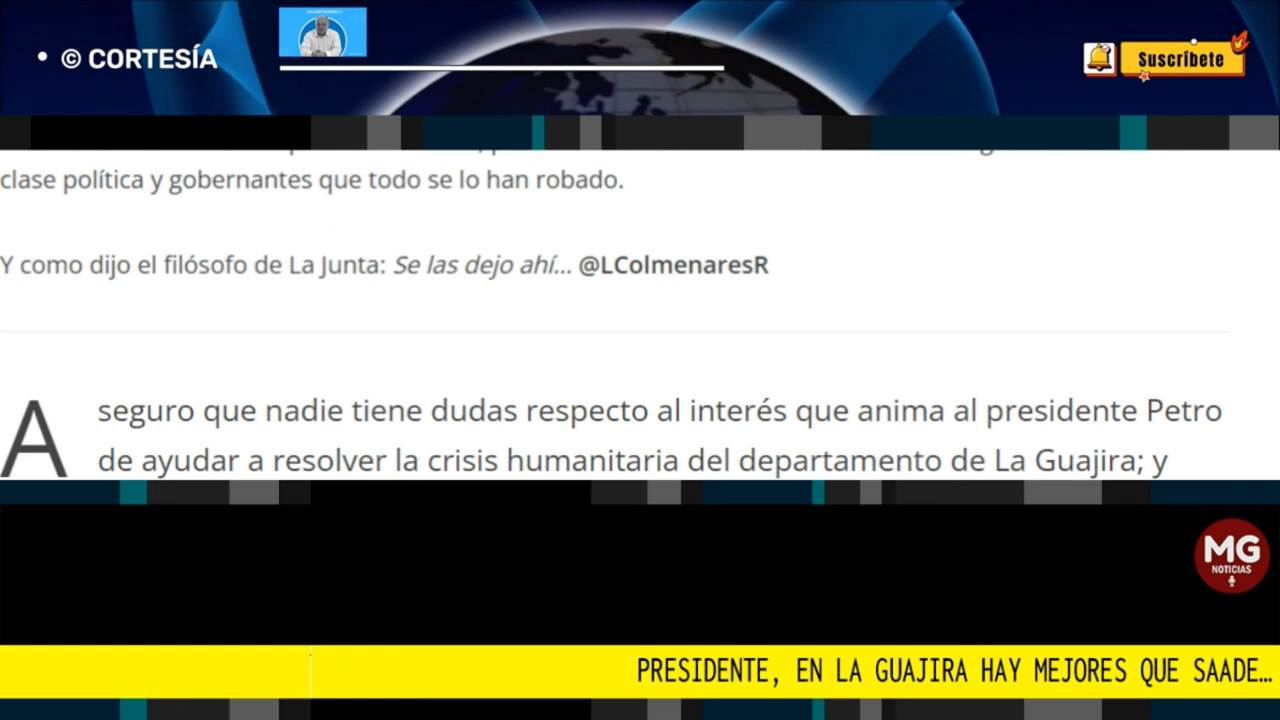 • © CORTESÍA
Suscríbete
clase política y gobernantes que todo se lo han robado.
Y como dijo el filósofo de La Junta: Se las dejo ahí... @LColmenaresR
Aseguro que nadie tiene dudas respecto al interés que anima al presidente Petro
de ayudar a resolver la crisis humanitaria del departamento de La Guajira; y
MG
NOTICIAS
PRESIDENTE, EN LA GUAJIRA HAY MEJORES QUE SAADE...